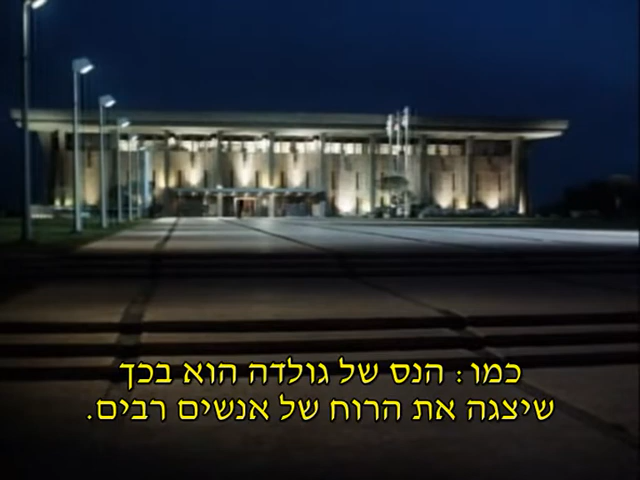 כמו : הנס של גולדה הוא בכך
שיצגה את הרוח של אנשים רבים.